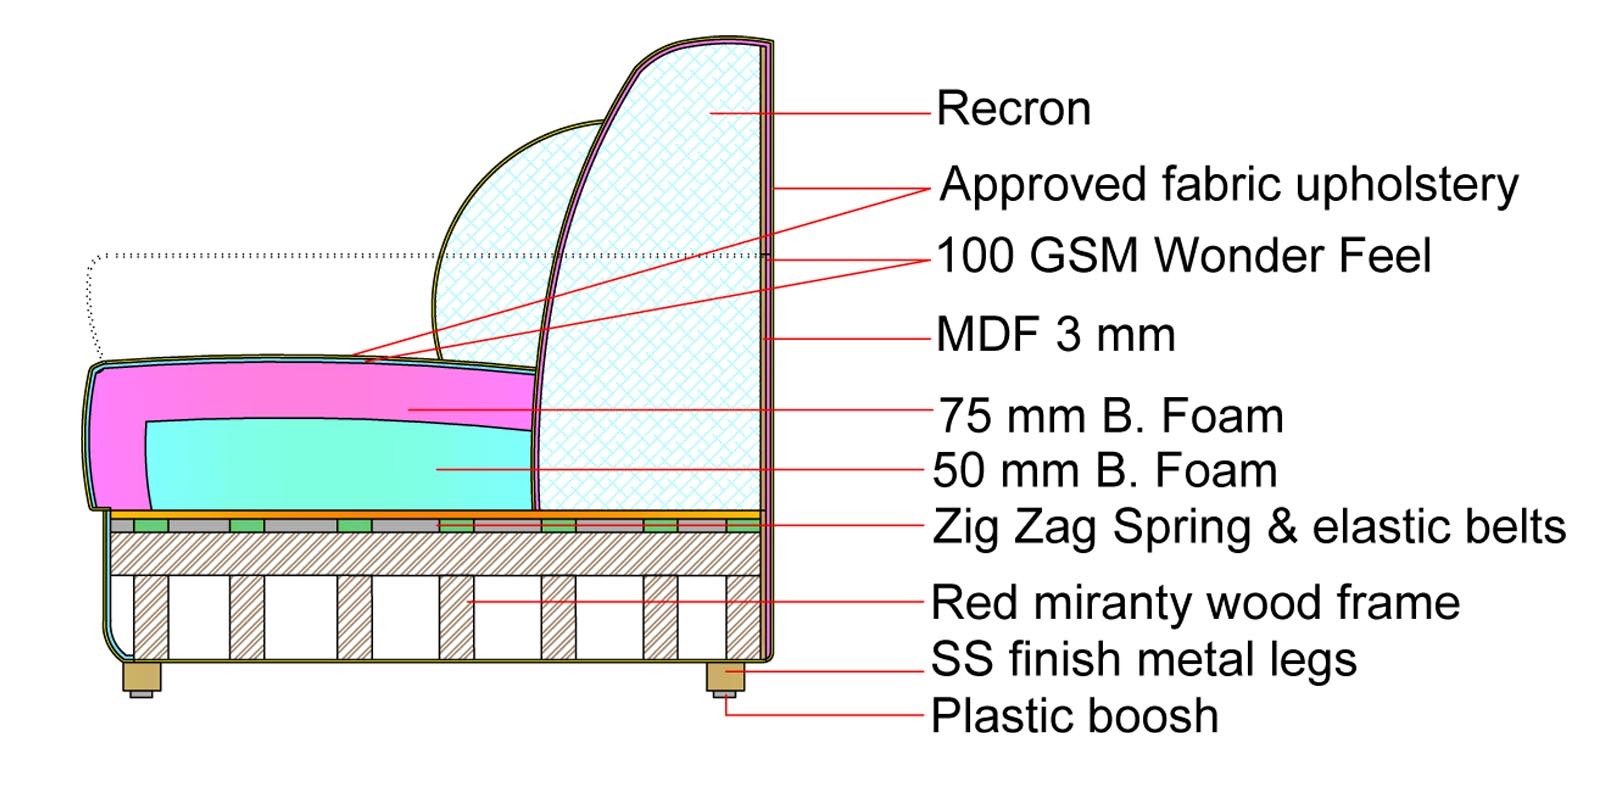 Recron
Approved fabric upholstery
100 GSM Wonder Feel
MDF 3 mm
75 mm B. Foam
50 mm B. Foam
Zig Zag Spring & elastic belts
Red miranty wood frame
SS finish metal legs
Plastic boosh